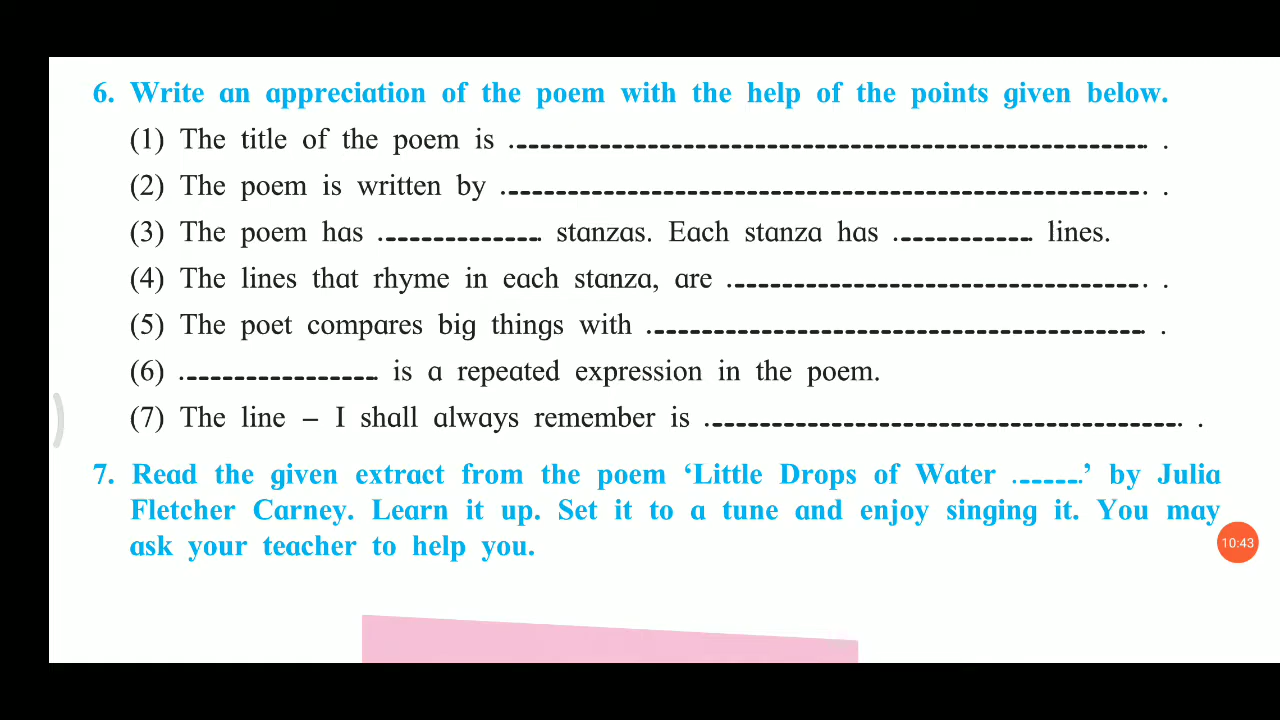 6. Write an appreciation of the poem with the help of the points given below.
(1) The title of the poem is .------------------------------------------------------. .
(2) The poem is written by .------------------------------------------------------. .
(3) The poem has .-------------. stanzas. Each stanza has .-----------. lines.
(4) The lines that rhyme in each stanza, are .----------------------------------. .
(5) The poet compares big things with .-----------------------------------------. .
(6) .----------------. is a repeated expression in the poem.
(7) The line – I shall always remember is .---------------------------------------. .
7. Read the given extract from the poem ‘Little Drops of Water .------.’ by Julia
Fletcher Carney. Learn it up. Set it to a tune and enjoy singing it. You may
ask your teacher to help you.
10:43